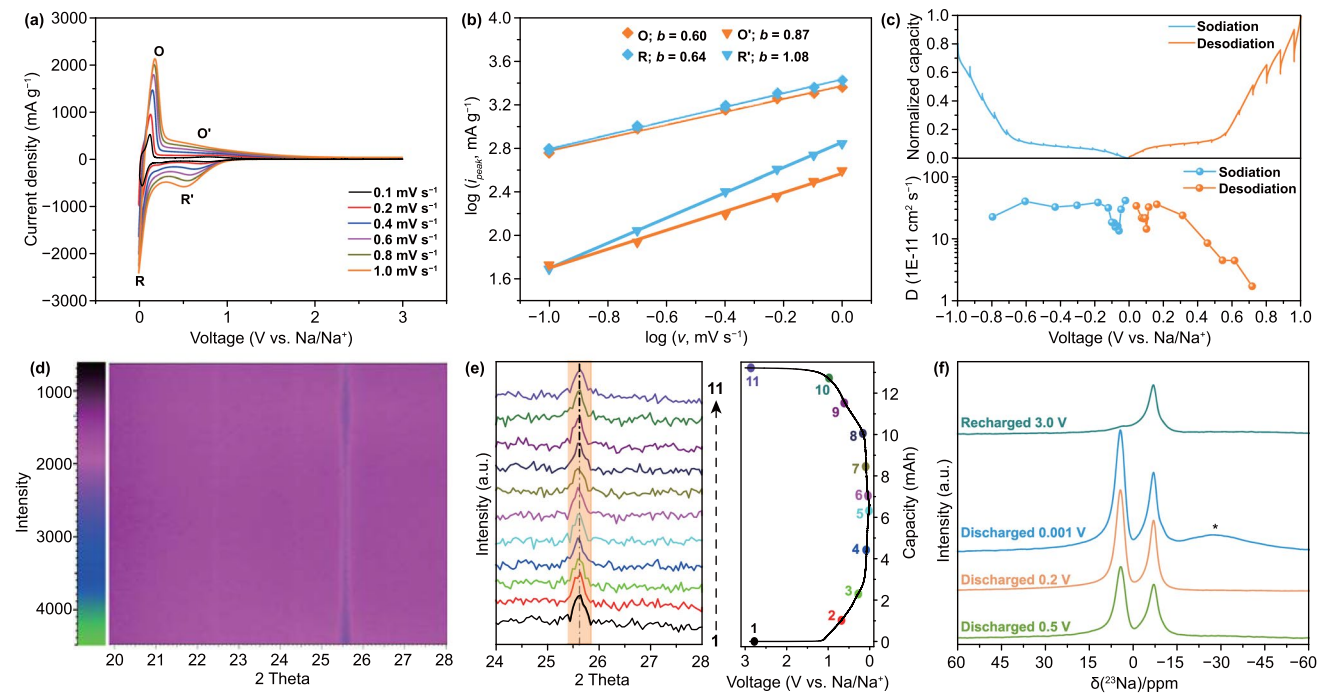 (a)
3000
2000
1000
0
−1000
−2000
−3000
Current density (mA g⁻¹)
O
O'
R'
R
0.1 mV s⁻¹
0.2 mV s⁻¹
0.4 mV s⁻¹
0.6 mV s⁻¹
0.8 mV s⁻¹
1.0 mV s⁻¹
0 1 2 3
Voltage (V vs. Na/Na⁺)
(b)
4.0
3.6
3.2
2.8
2.4
2.0
1.6
log (i_peak, mA g⁻¹)
O; b = 0.60 O'; b = 0.87
R; b = 0.64 R'; b = 1.08
−1.0 −0.8 −0.6 −0.4 −0.2 0.0
log (v, mV s⁻¹)
(c)
1.0
0.8
0.6
0.4
0.2
0.0
Normalized capacity
Sodiation
Desodiation
100
10
1
D (1E-11 cm² s⁻¹)
Sodiation
Desodiation
−1.0 −0.8 −0.6 −0.4 −0.2 0.0 0.2 0.4 0.6 0.8 1.0
Voltage (V vs. Na/Na⁺)
(d)
1000
2000
3000
4000
Intensity
20 21 22 23 24 25 26 27 28
2 Theta
(e)
Intensity (a.u.)
24 25 26 27 28
2 Theta
11
1
11
10
9
8
7
6
5
4
3
2
1
12
10
8
6
4
2
0
Capacity (mAh)
3 2 1 0
Voltage (V vs. Na/Na⁺)
(f)
Intensity (a.u.)
Recharged 3.0 V
Discharged 0.001 V
*
Discharged 0.2 V
Discharged 0.5 V
60 45 30 15 0 −15 −30 −45 −60
δ(²³Na)/ppm